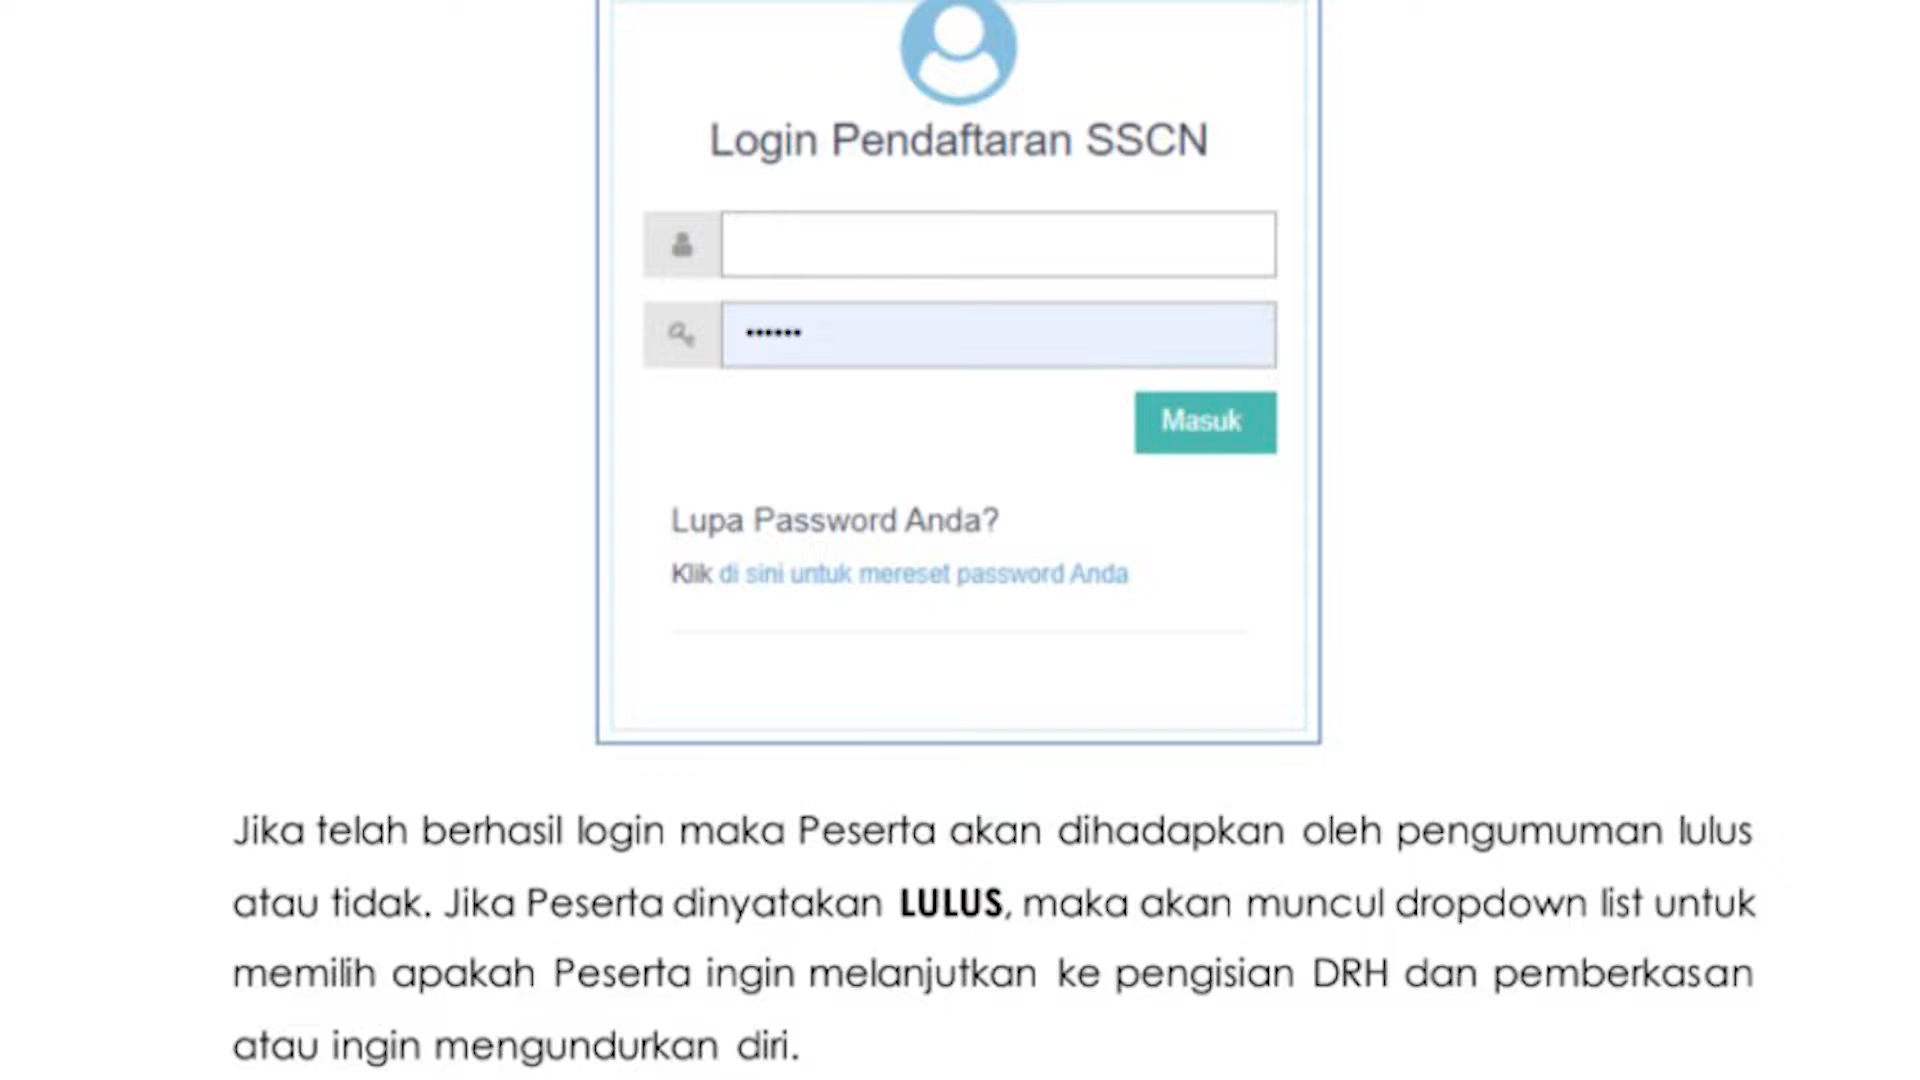 Login Pendaftaran SSCN
••••••
Masuk
Lupa Password Anda?
Klik di sini untuk mereset password Anda
Jika telah berhasil login maka Peserta akan dihadapkan oleh pengumuman lulus
atau tidak. Jika Peserta dinyatakan LULUS, maka akan muncul dropdown list untuk
memilih apakah Peserta ingin melanjutkan ke pengisian DRH dan pemberkasan
atau ingin mengundurkan diri.